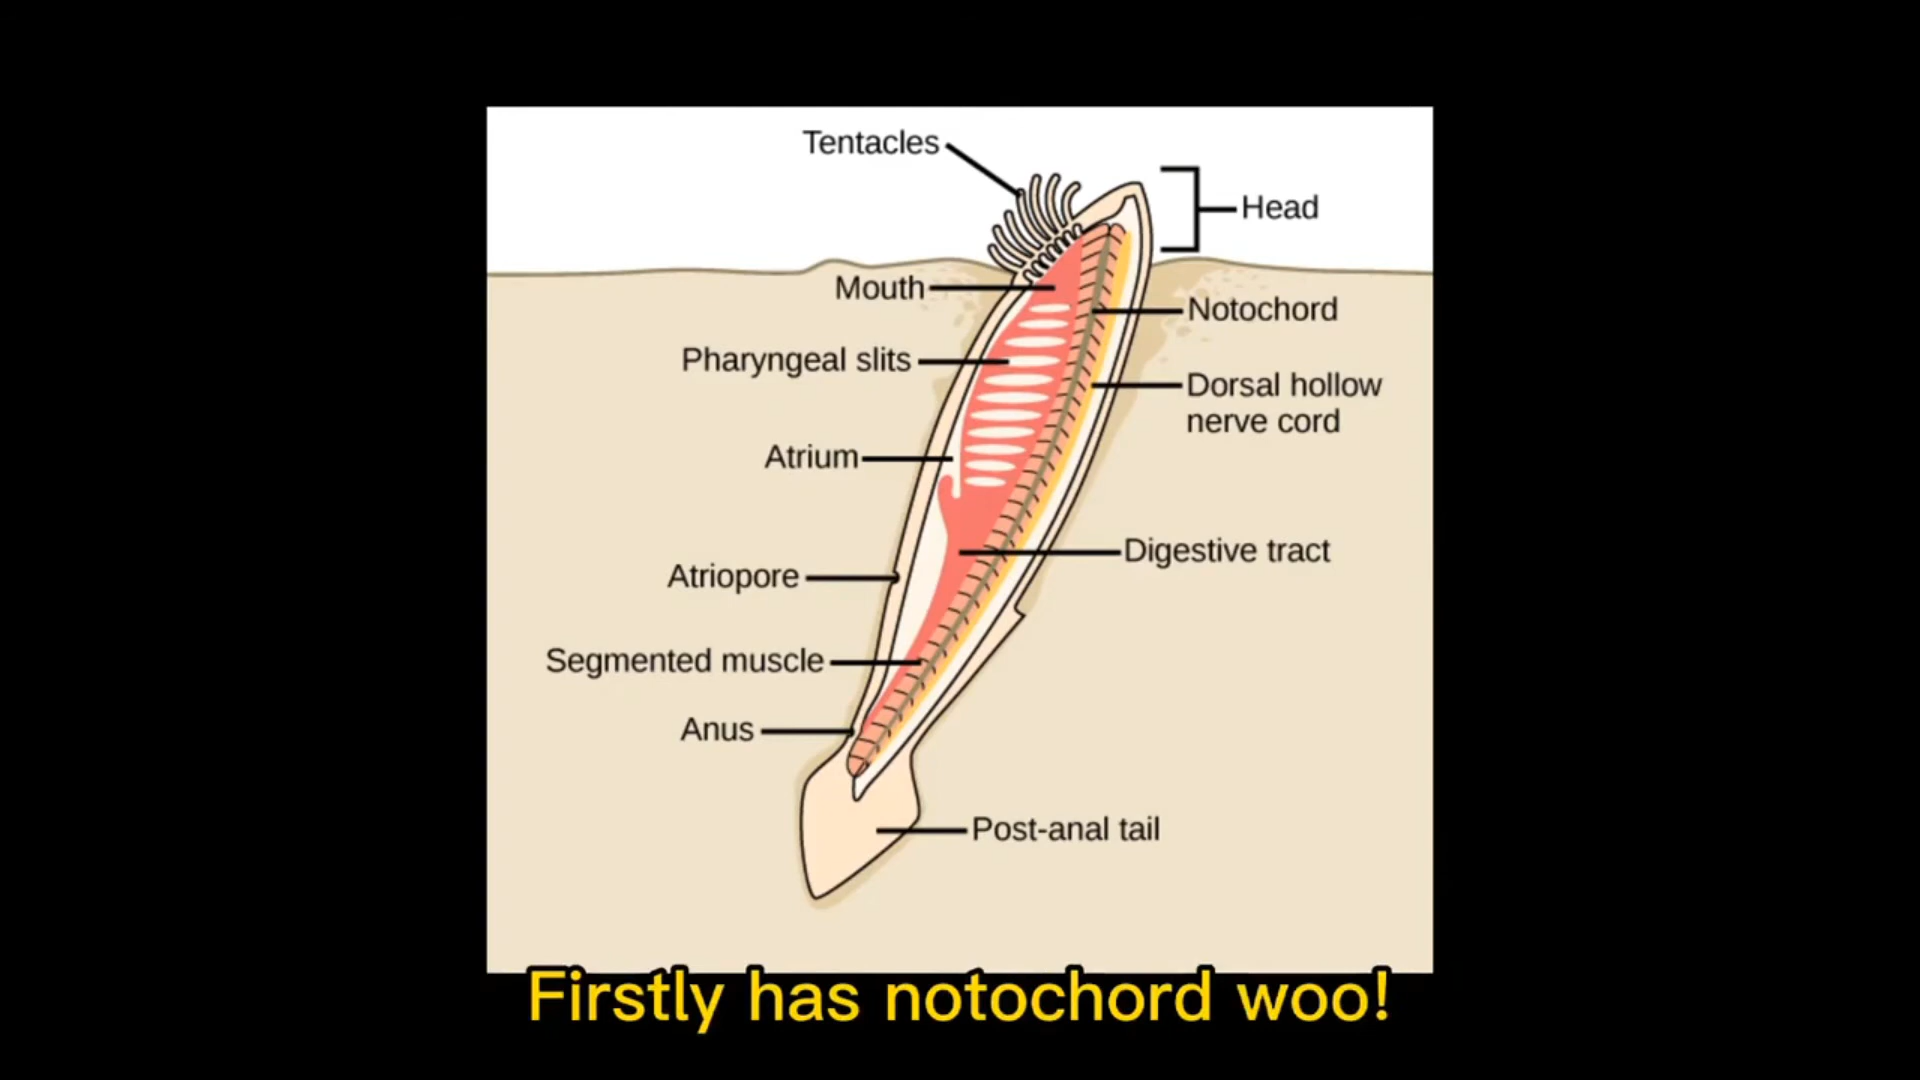 Tentacles
Head
Mouth
Notochord
Pharyngeal slits
Dorsal hollow
nerve cord
Atrium
Digestive tract
Atriopore
Segmented muscle
Anus
Post-anal tail
Firstly has notochord woo!